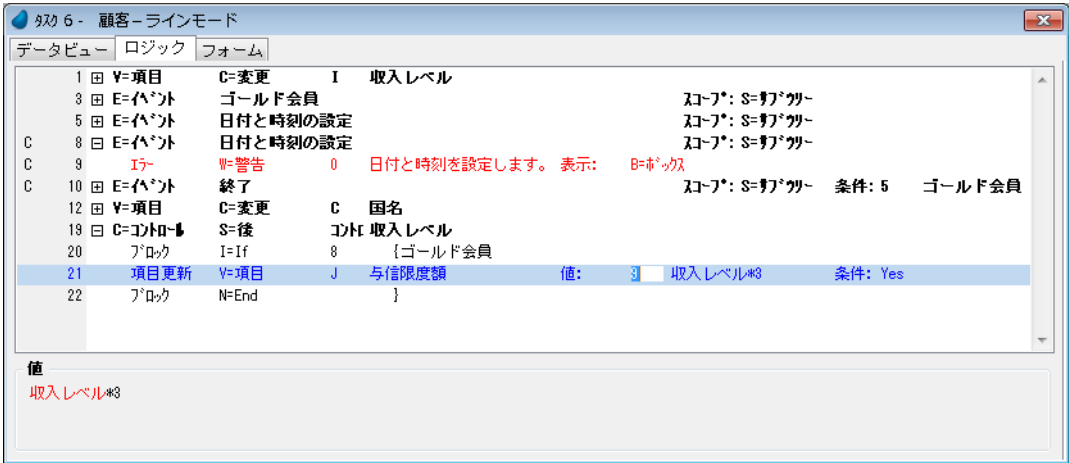 ﾀｽｸ 6 - 顧客－ラインモード
データビュー ロジック フォーム
1 V=項目 C=変更 I 収入レベル
3 E=ｲﾍﾞﾝﾄ ゴールド会員 ｽｺｰﾌﾟ: S=ｻﾌﾞﾂﾘｰ
5 E=ｲﾍﾞﾝﾄ 日付と時刻の設定 ｽｺｰﾌﾟ: S=ｻﾌﾞﾂﾘｰ
C 8 E=ｲﾍﾞﾝﾄ 日付と時刻の設定 ｽｺｰﾌﾟ: S=ｻﾌﾞﾂﾘｰ
C 9 ｴﾗｰ W=警告 0 日付と時刻を設定します。 表示: B=ﾎﾞｯｸｽ
C 10 E=ｲﾍﾞﾝﾄ 終了 ｽｺｰﾌﾟ: S=ｻﾌﾞﾂﾘｰ 条件: 5 ゴールド会員
12 V=項目 C=変更 C 国名
19 C=ｺﾝﾄﾛｰﾙ S=後 ｺﾝﾄﾛ 収入レベル
20 ﾌﾞﾛｯｸ I=If 8 {ゴールド会員
21 項目更新 V=項目 J 与信限度額 値: 9 収入レベル*3 条件: Yes
22 ﾌﾞﾛｯｸ N=End }
値
収入レベル*3